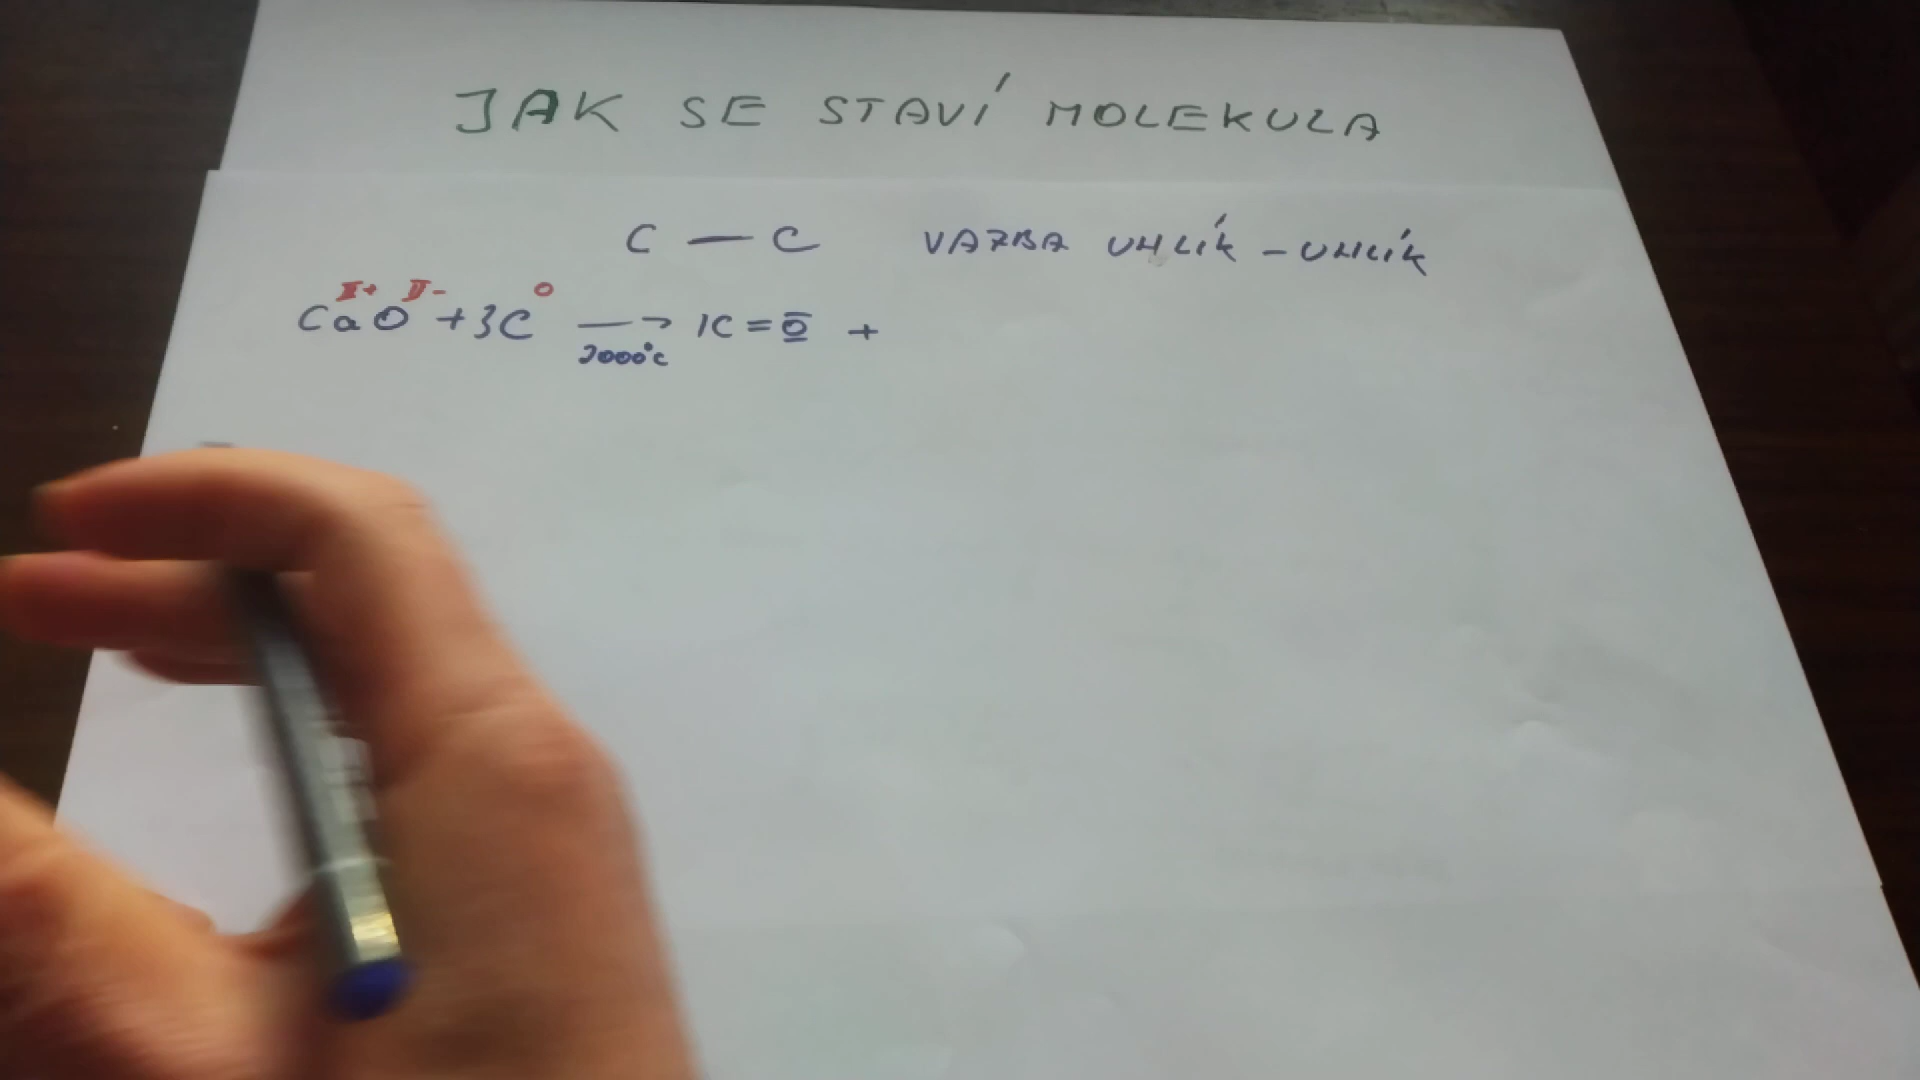 JAK SE STAVÍ MOLEKULA
C — C VAZBA UHLÍK – UHLÍK
II+ II- 0
CaO + 3C → |C = O̲̅ +
2000°C